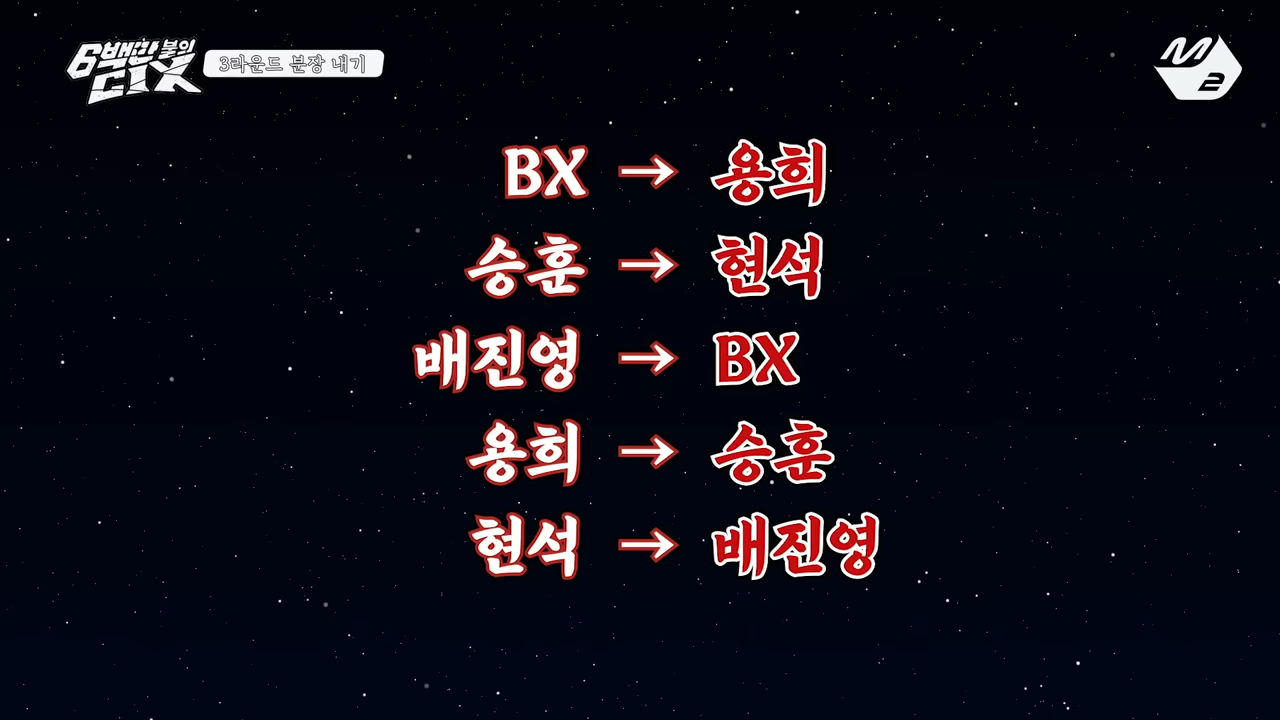 6백만 불의 CIX
3라운드 분장 내기
M2
BX → 용희
승훈 → 현석
배진영 → BX
용희 → 승훈
현석 → 배진영